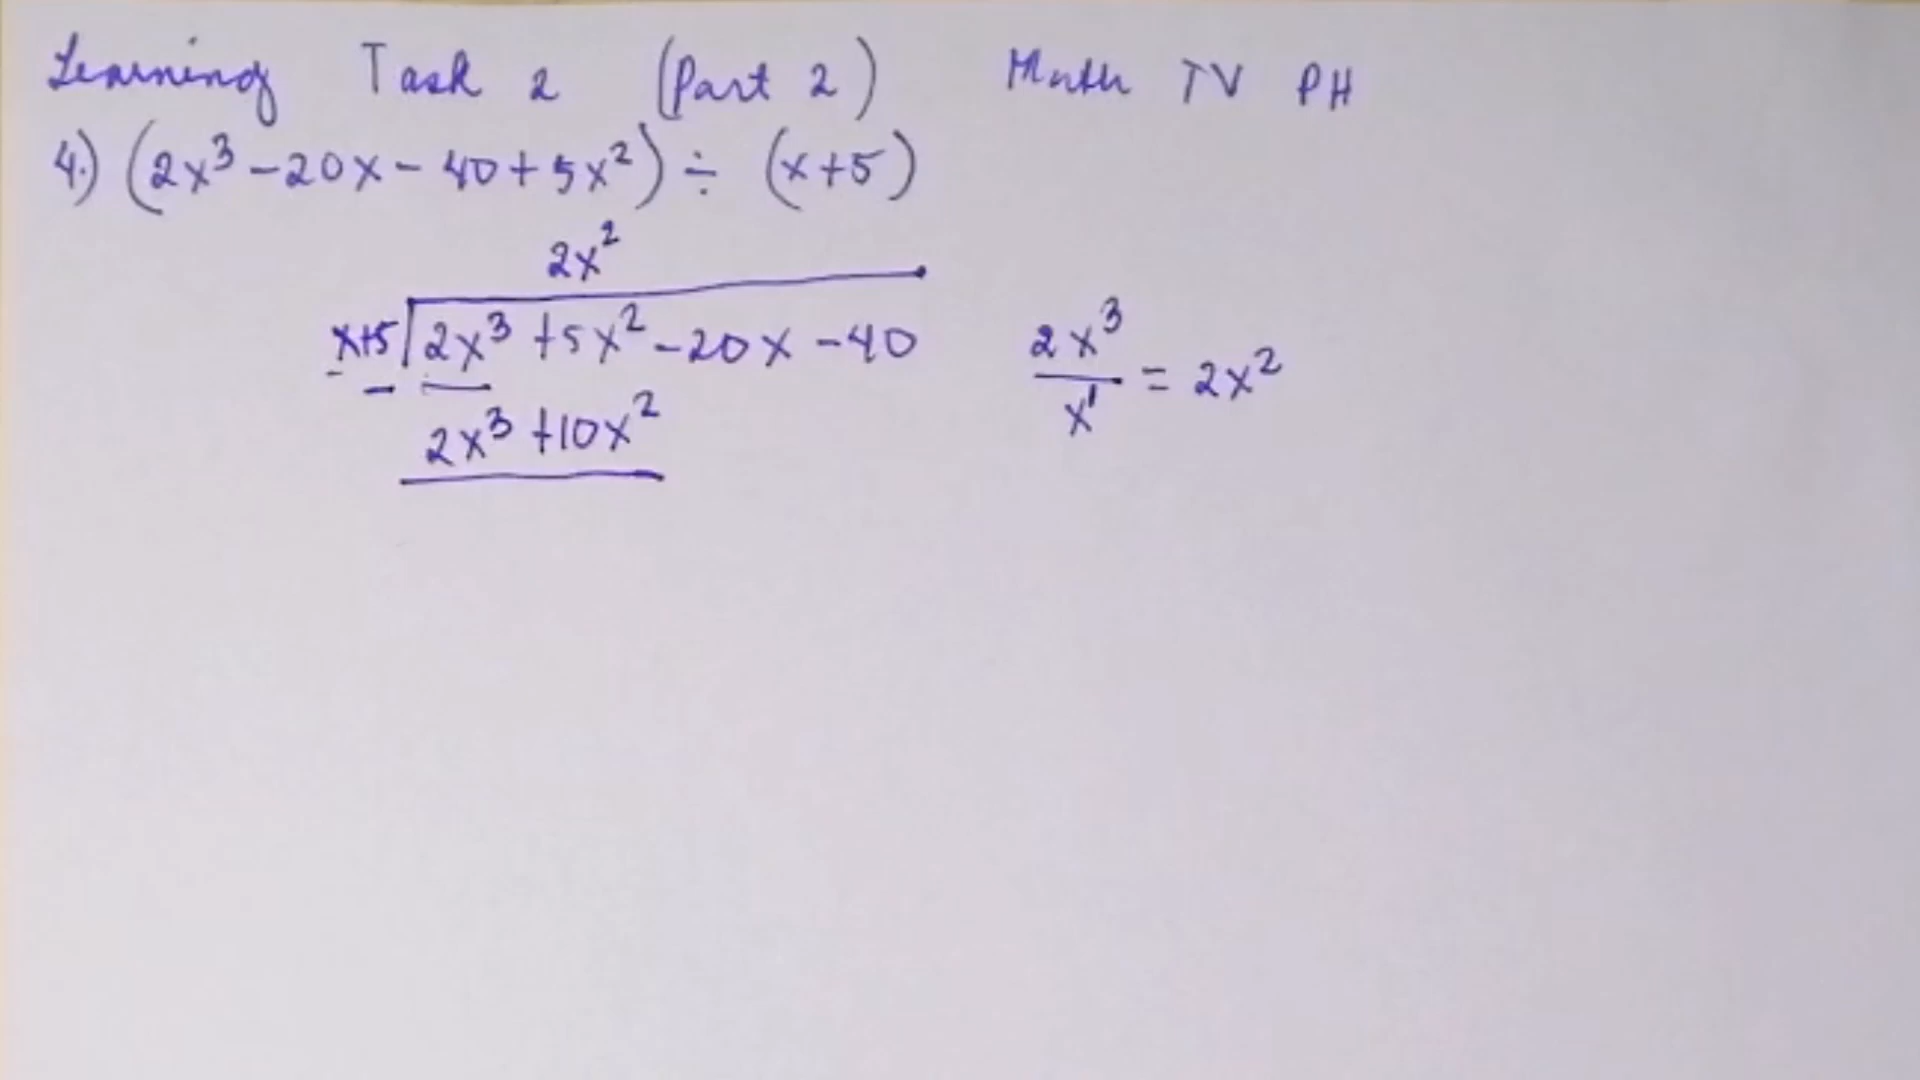 Learning Task 2 (Part 2) Math TV PH
4.) (2x³ -20x - 40 + 5x²) ÷ (x+5)
2x²
x+5 2x³ +5x² -20x -40
2x³ +10x²
2x³ / x¹ = 2x²